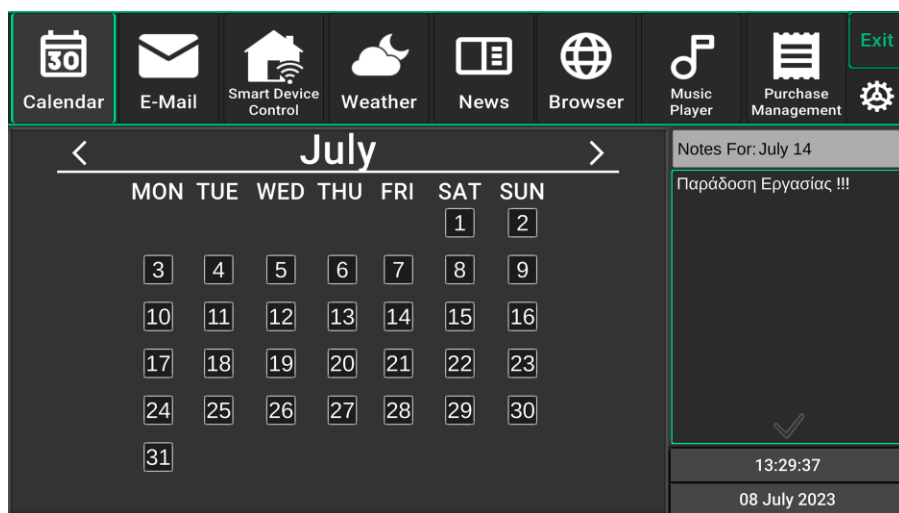 30
Calendar
E-Mail
Smart Device
Control
Weather
News
Browser
Music
Player
Purchase
Management
Exit
July
MON TUE WED THU FRI SAT SUN
1 2
3 4 5 6 7 8 9
10 11 12 13 14 15 16
17 18 19 20 21 22 23
24 25 26 27 28 29 30
31
Notes For: July 14
Παράδοση Εργασίας !!!
13:29:37
08 July 2023